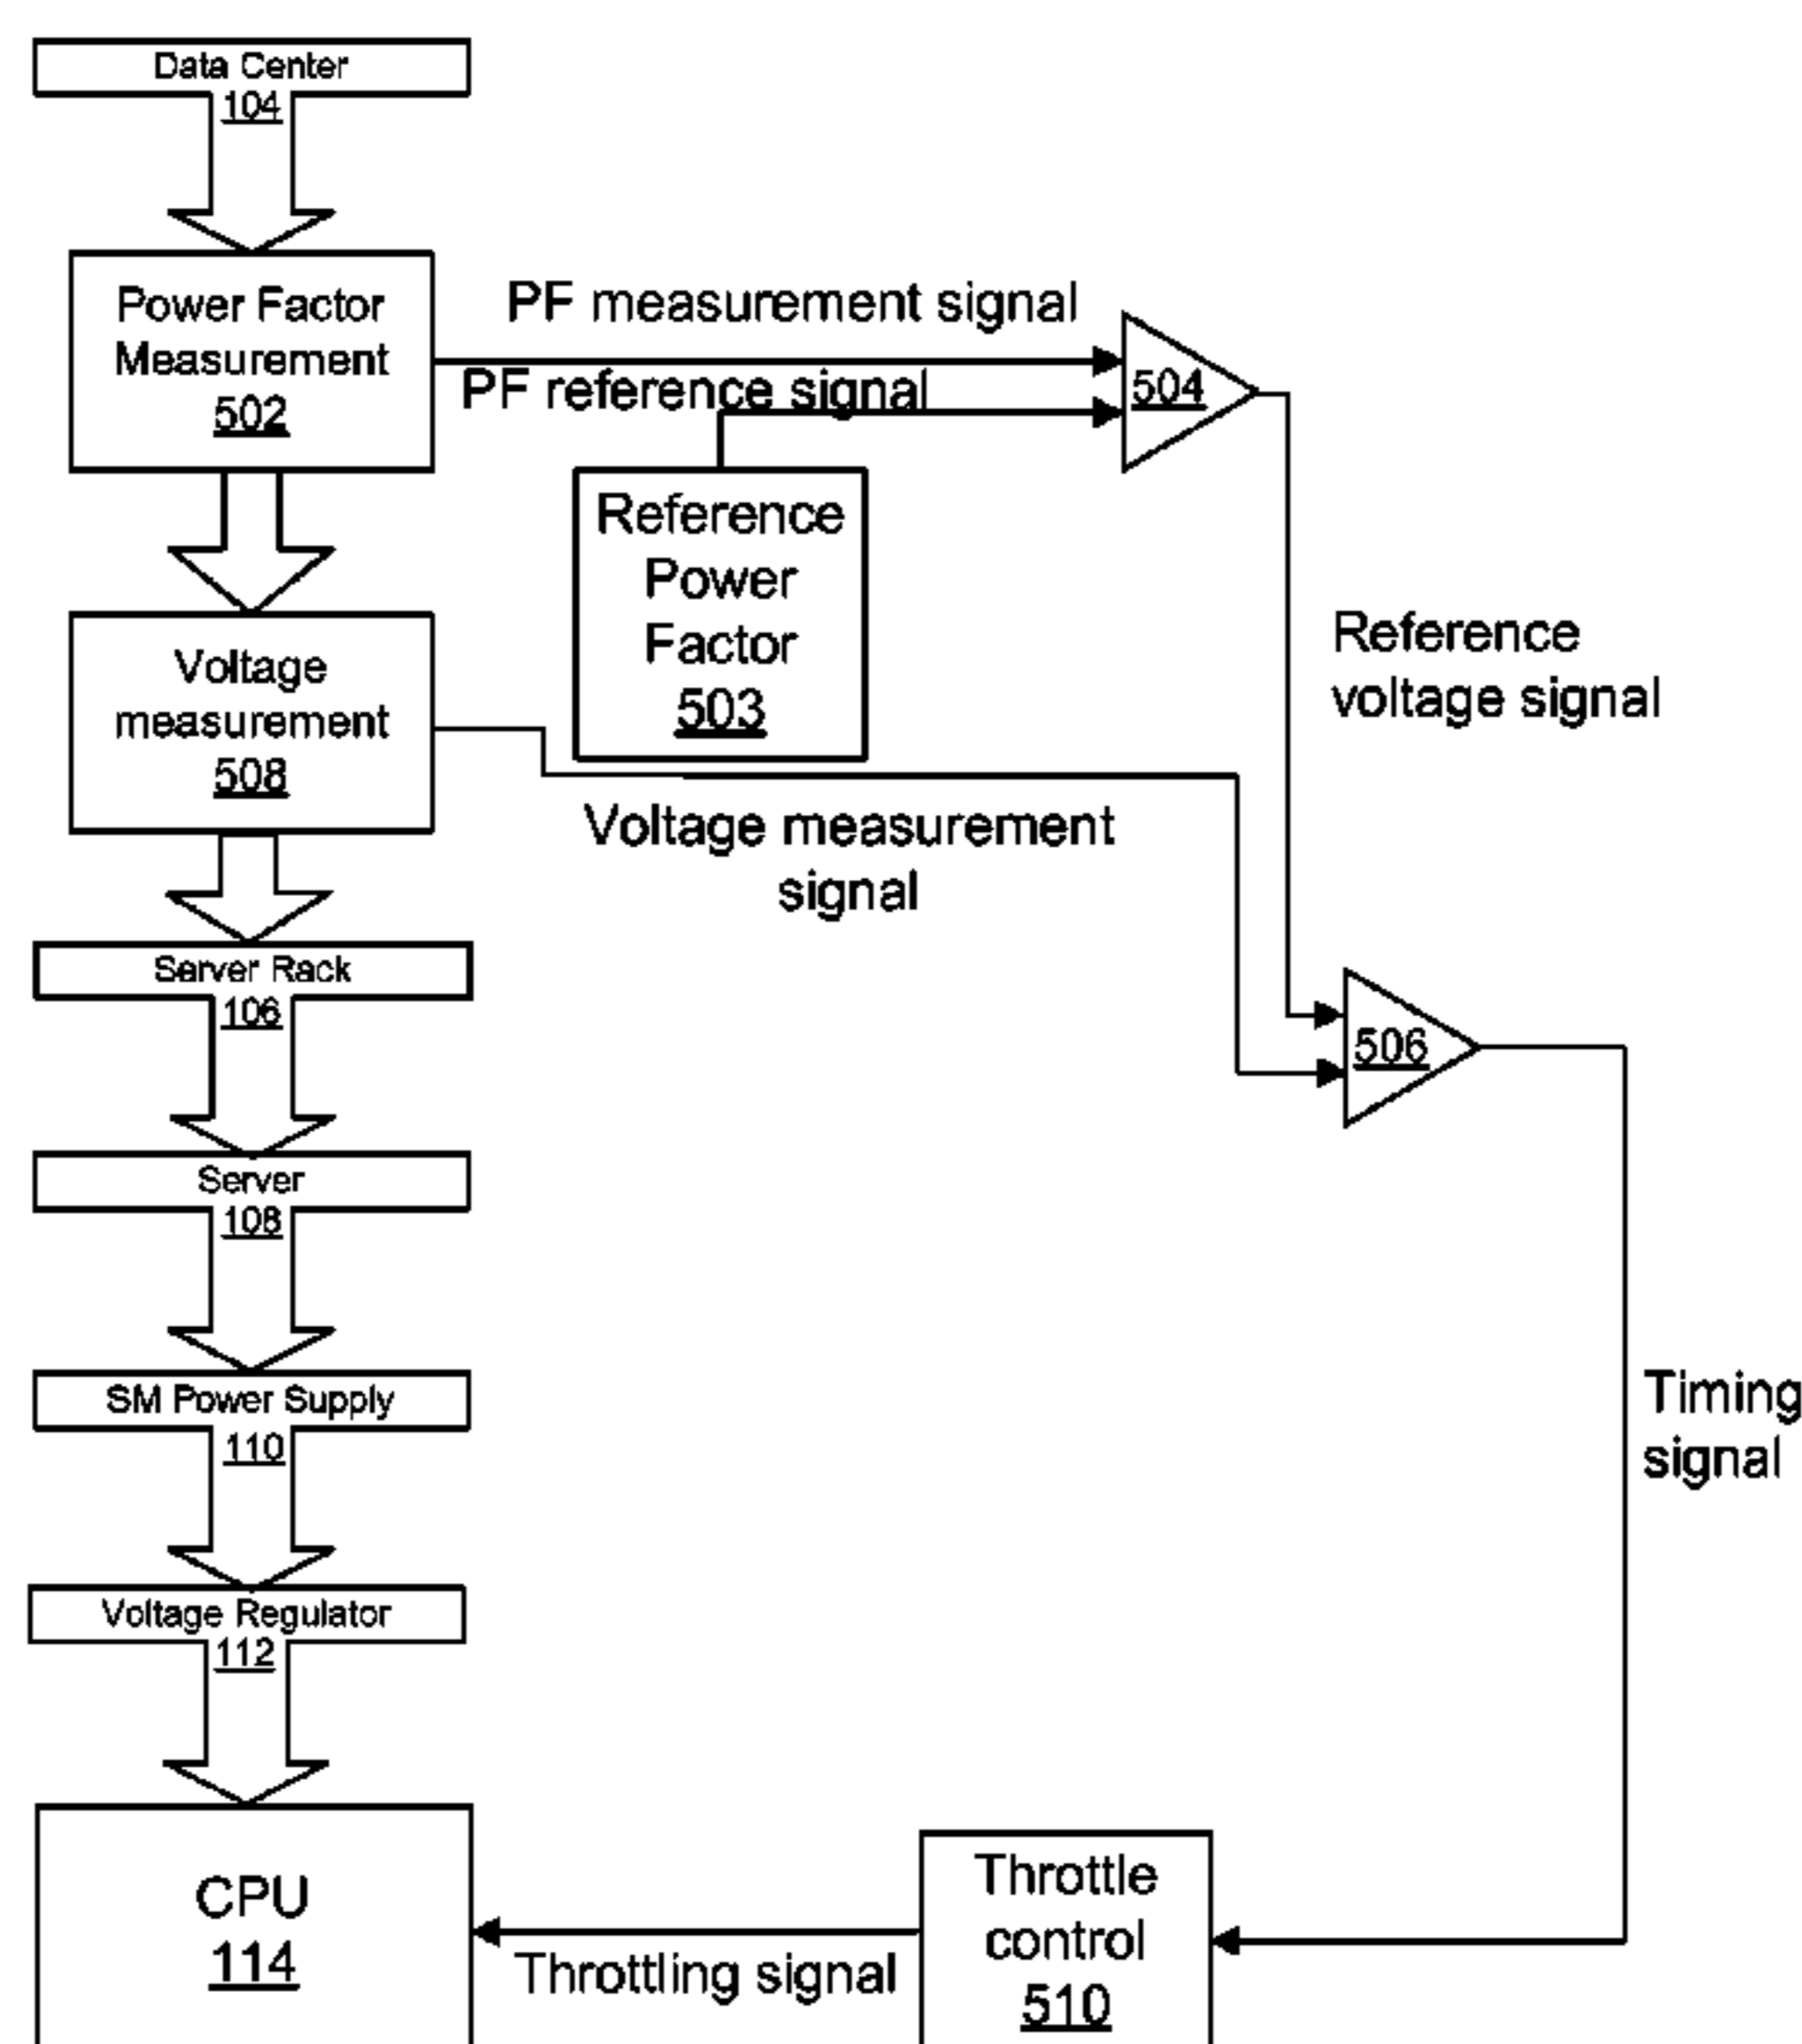 Data Center
104
Power Factor
Measurement
502
PF measurement signal
PF reference signal
504
Reference
Power
Factor
503
Reference
voltage signal
Voltage
measurement
508
Voltage measurement
signal
Server Rack
106
506
Server
108
SM Power Supply
110
Timing
signal
Voltage Regulator
112
CPU
114
Throttling signal
Throttle
control
510